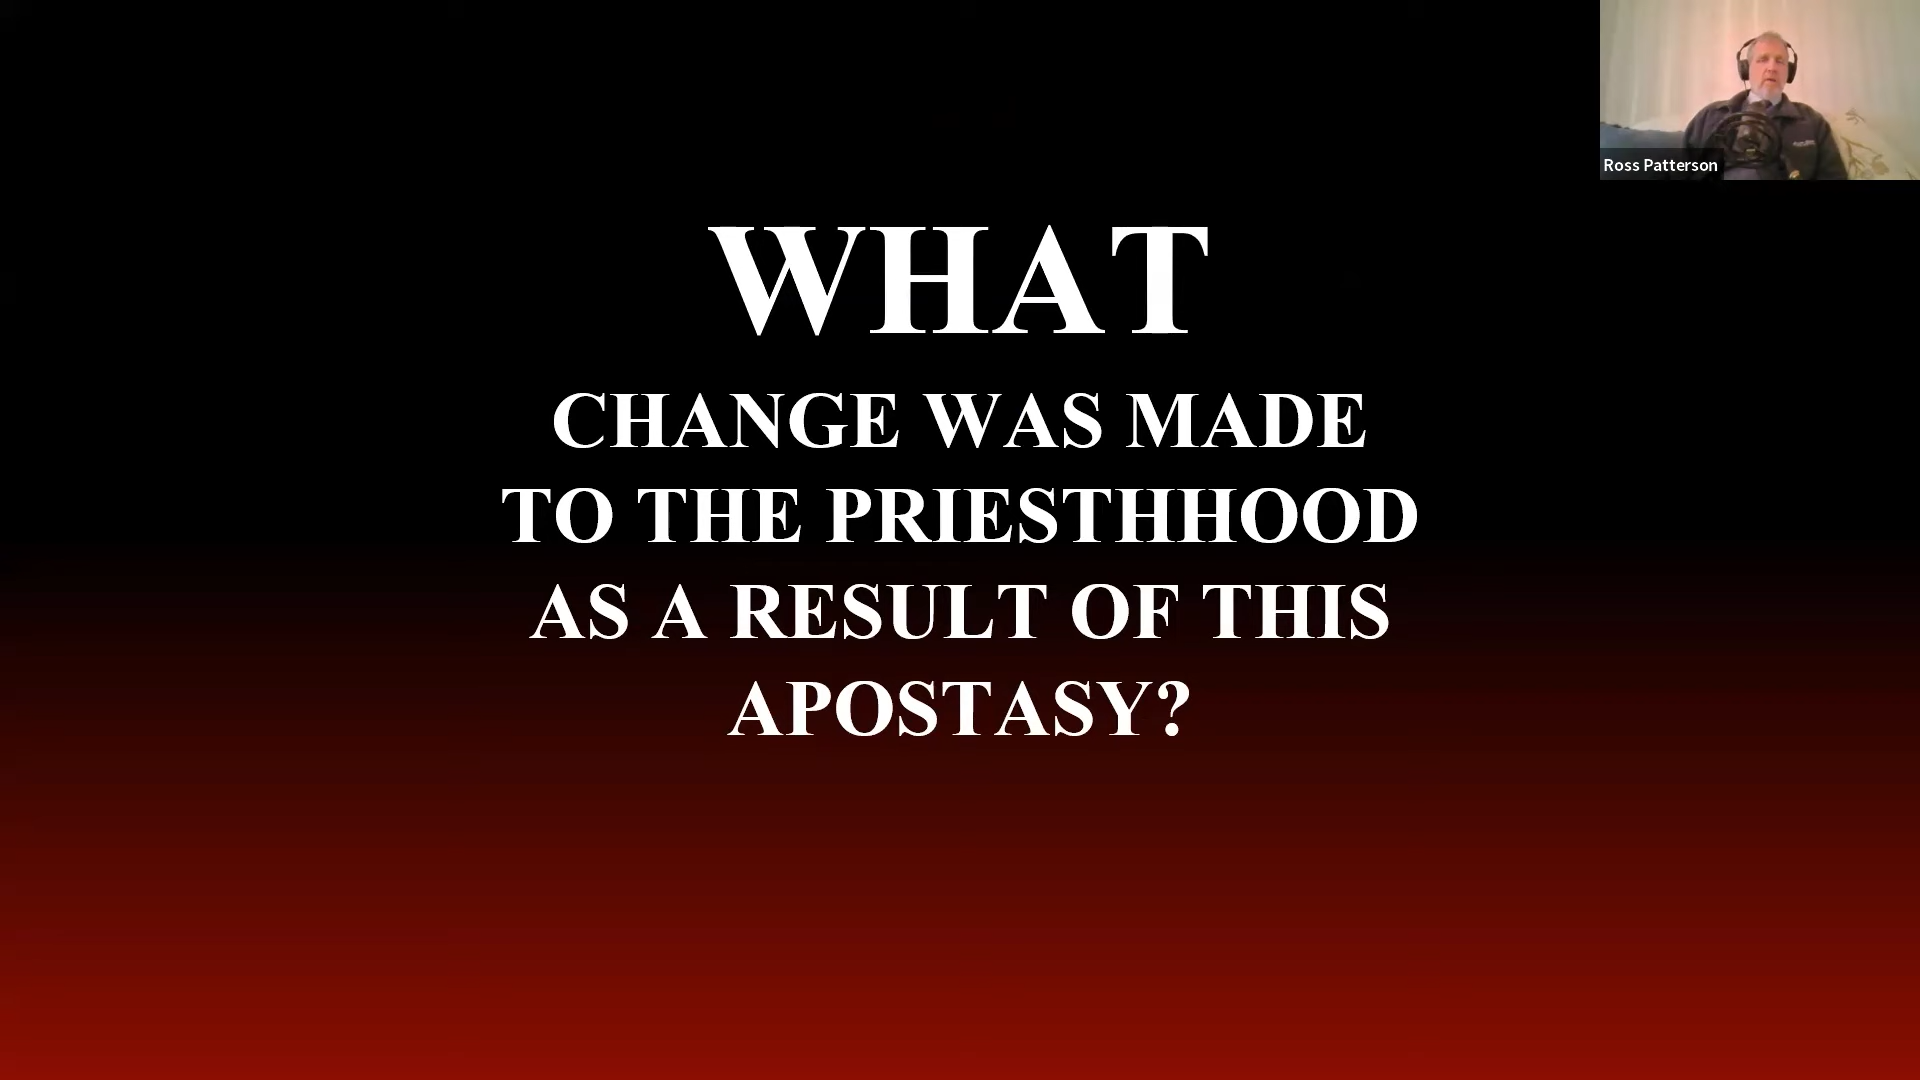 WHAT
CHANGE WAS MADE
TO THE PRIESTHHOOD
AS A RESULT OF THIS
APOSTASY?
Ross Patterson